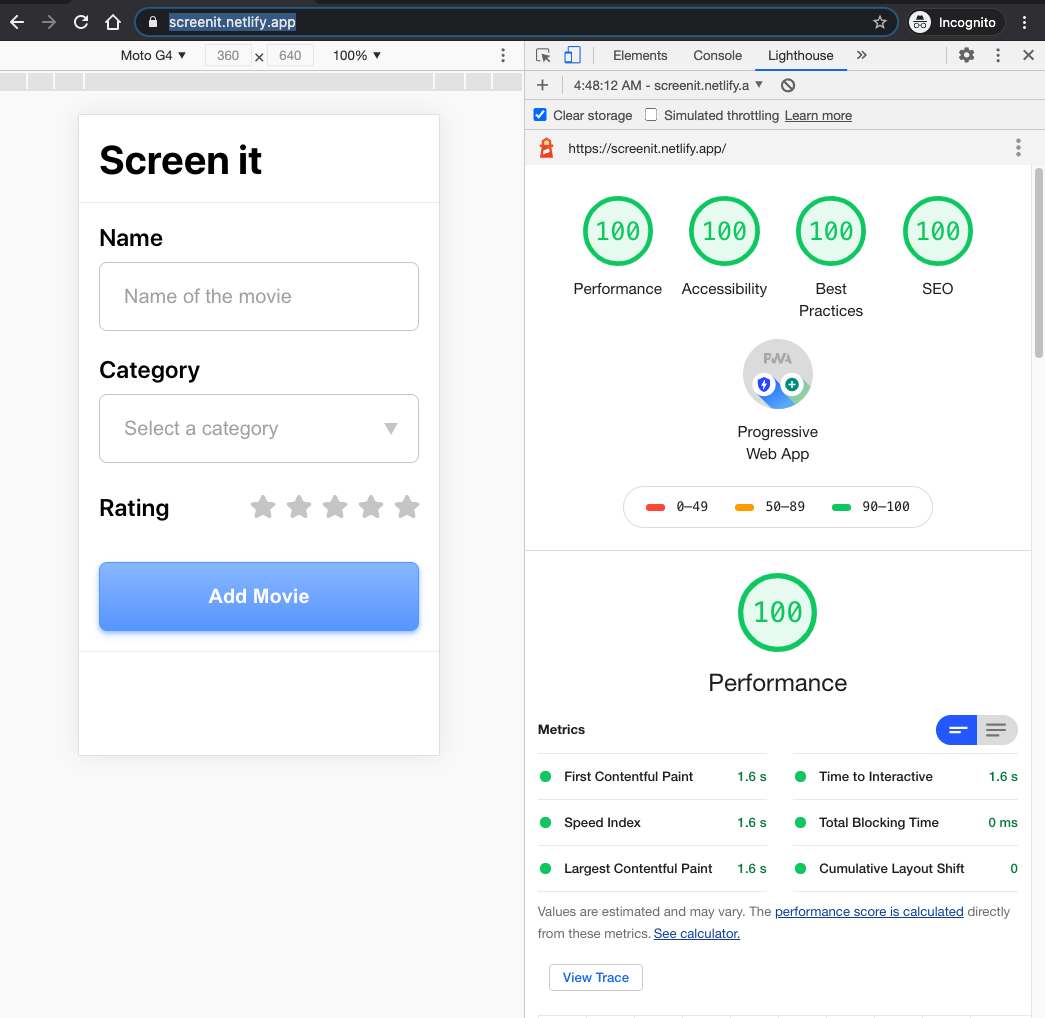 screenit.netlify.app
Incognito
Moto G4 ▼ 360 × 640 100% ▼
Elements Console Lighthouse »
+ 4:48:12 AM - screenit.netlify.a ▼
Clear storage Simulated throttling Learn more
https://screenit.netlify.app/
Screen it
Name
Name of the movie
Category
Select a category ▼
Rating
Add Movie
100 100 100 100
Performance Accessibility Best Practices SEO
PWA
Progressive
Web App
0–49 50–89 90–100
100
Performance
Metrics
First Contentful Paint 1.6 s Time to Interactive 1.6 s
Speed Index 1.6 s Total Blocking Time 0 ms
Largest Contentful Paint 1.6 s Cumulative Layout Shift 0
Values are estimated and may vary. The performance score is calculated directly
from these metrics. See calculator.
View Trace